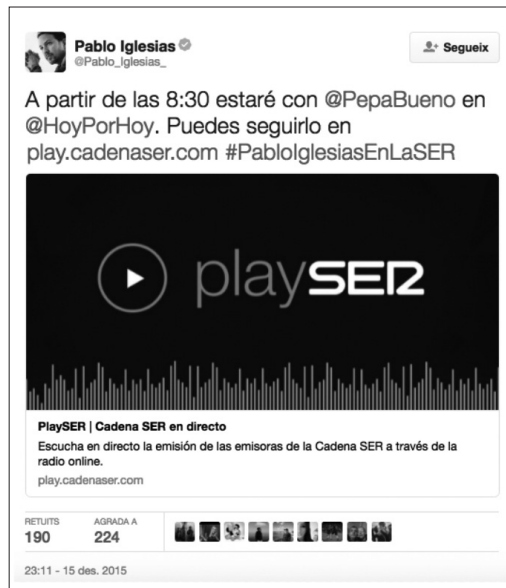 Pablo Iglesias
@Pablo_Iglesias_
Segueix
A partir de las 8:30 estaré con @PepaBueno en
@HoyPorHoy. Puedes seguirlo en
play.cadenaser.com #PabloIglesiasEnLaSER
playSER
PlaySER | Cadena SER en directo
Escucha en directo la emisión de las emisoras de la Cadena SER a través de la
radio online.
play.cadenaser.com
RETUITS AGRADA A
190 224
23:11 - 15 des. 2015